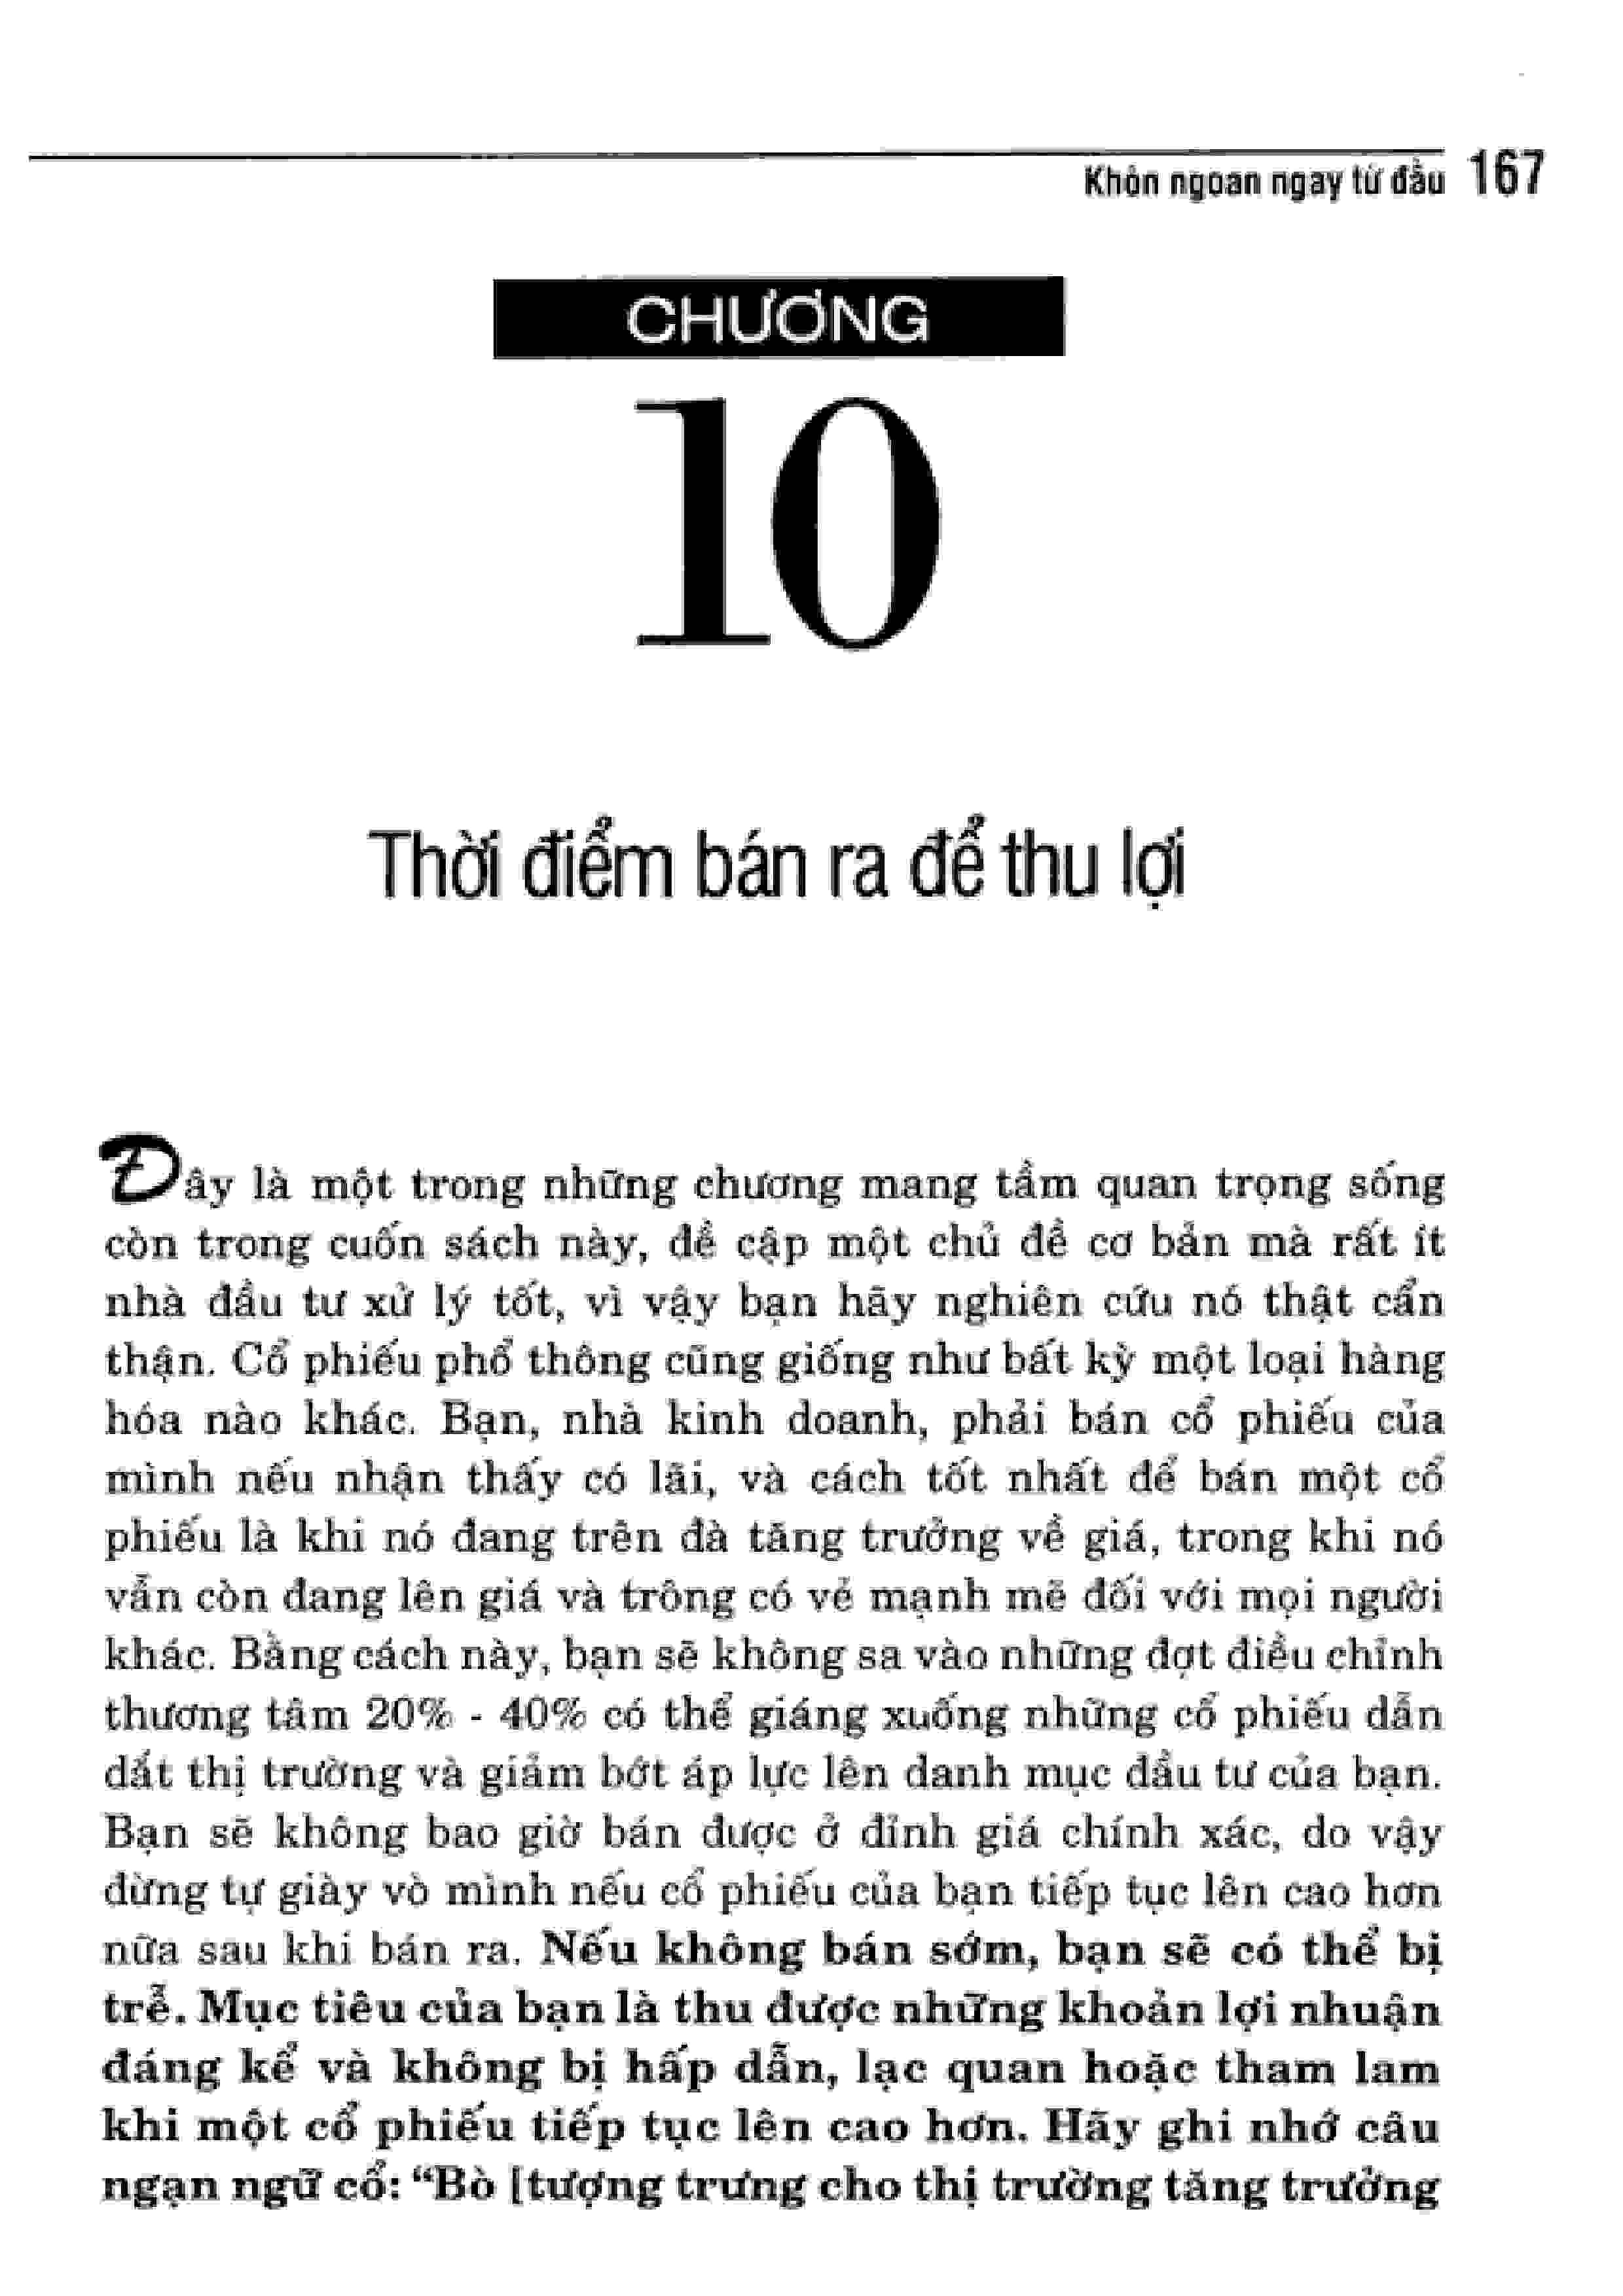 Khôn ngoan ngay từ đầu 167
CHƯƠNG
10
Thời điểm bán ra để thu lợi
Đây là một trong những chương mang tầm quan trọng sống
còn trong cuốn sách này, đề cập một chủ đề cơ bản mà rất ít
nhà đầu tư xử lý tốt, vì vậy bạn hãy nghiên cứu nó thật cẩn
thận. Cổ phiếu phổ thông cũng giống như bất kỳ một loại hàng
hóa nào khác. Bạn, nhà kinh doanh, phải bán cổ phiếu của
mình nếu nhận thấy có lãi, và cách tốt nhất để bán một cổ
phiếu là khi nó đang trên đà tăng trưởng về giá, trong khi nó
vẫn còn đang lên giá và trông có vẻ mạnh mẽ đối với mọi người
khác. Bằng cách này, bạn sẽ không sa vào những đợt điều chỉnh
thương tâm 20% - 40% có thể giáng xuống những cổ phiếu dẫn
dắt thị trường và giảm bớt áp lực lên danh mục đầu tư của bạn.
Bạn sẽ không bao giờ bán được ở đỉnh giá chính xác, do vậy
đừng tự giày vò mình nếu cổ phiếu của bạn tiếp tục lên cao hơn
nữa sau khi bán ra. Nếu không bán sớm, bạn sẽ có thể bị
trễ. Mục tiêu của bạn là thu được những khoản lợi nhuận
đáng kể và không bị hấp dẫn, lạc quan hoặc tham lam
khi một cổ phiếu tiếp tục lên cao hơn. Hãy ghi nhớ câu
ngạn ngữ cổ: “Bò [tượng trưng cho thị trường tăng trưởng